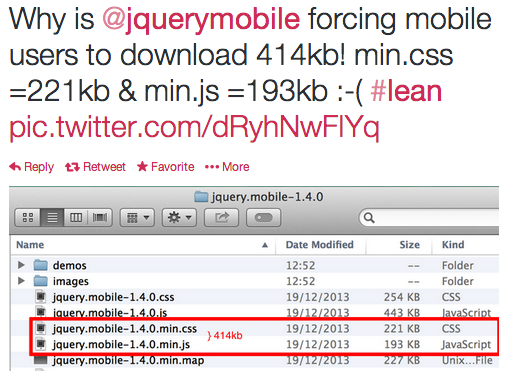 Why is @jquerymobile forcing mobile
users to download 414kb! min.css
=221kb & min.js =193kb :-( #lean
pic.twitter.com/dRyhNwFlYq
Reply Retweet Favorite More
jquery.mobile-1.4.0
Name Date Modified Size Kind
demos 12:52 -- Folder
images 12:52 -- Folder
jquery.mobile-1.4.0.css 19/12/2013 254 KB CSS
jquery.mobile-1.4.0.js 19/12/2013 443 KB JavaScript
jquery.mobile-1.4.0.min.css 19/12/2013 221 KB CSS
} 414kb
jquery.mobile-1.4.0.min.js 19/12/2013 193 KB JavaScript
jquery.mobile-1.4.0.min.map 19/12/2013 227 KB Unix...File